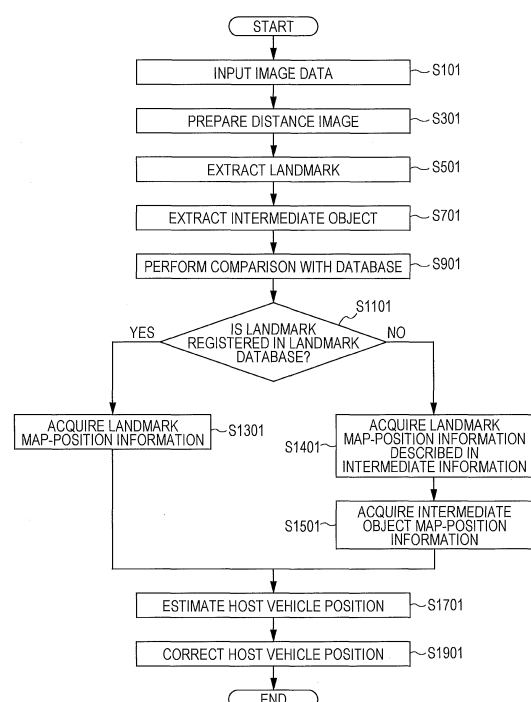 START
INPUT IMAGE DATA
S101
PREPARE DISTANCE IMAGE
S301
EXTRACT LANDMARK
S501
EXTRACT INTERMEDIATE OBJECT
S701
PERFORM COMPARISON WITH DATABASE
S901
S1101
IS LANDMARK
REGISTERED IN LANDMARK
DATABASE?
YES
NO
ACQUIRE LANDMARK
MAP-POSITION INFORMATION
S1301
ACQUIRE LANDMARK
MAP-POSITION INFORMATION
DESCRIBED IN
INTERMEDIATE INFORMATION
S1401
ACQUIRE INTERMEDIATE
OBJECT MAP-POSITION
INFORMATION
S1501
ESTIMATE HOST VEHICLE POSITION
S1701
CORRECT HOST VEHICLE POSITION
S1901
END